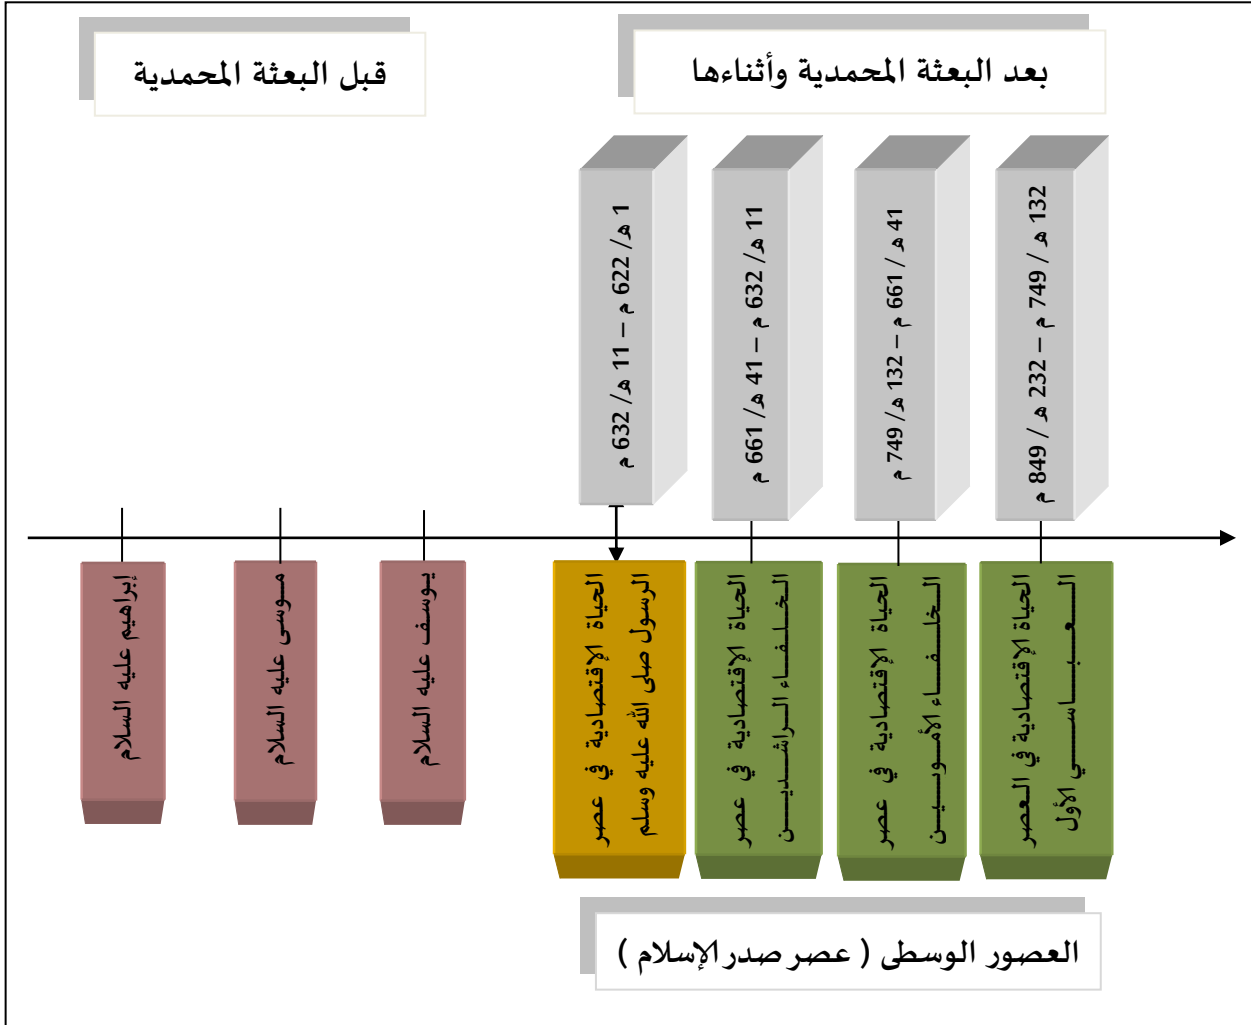 قبل البعثة المحمدية
بعد البعثة المحمدية وأثناءها
1 هـ/ 622 م – 11 هـ/ 632 م
11 هـ/ 632 م – 41 هـ/ 661 م
41 هـ/ 661 م – 132 هـ/ 749 م
132 هـ / 749 م – 232 هـ / 849 م
إبراهيم عليه السلام
موسى عليه السلام
يوسف عليه السلام
الحياة الإقتصادية في عصر
الرسول صلى الله عليه وسلم
الحياة الإقتصادية في عصر
الخلفاء الراشدين
الحياة الإقتصادية في عصر
الخلفاء الأمويين
الحياة الإقتصادية في العصر
العباسي الأول
العصور الوسطى ( عصر صدر الإسلام )